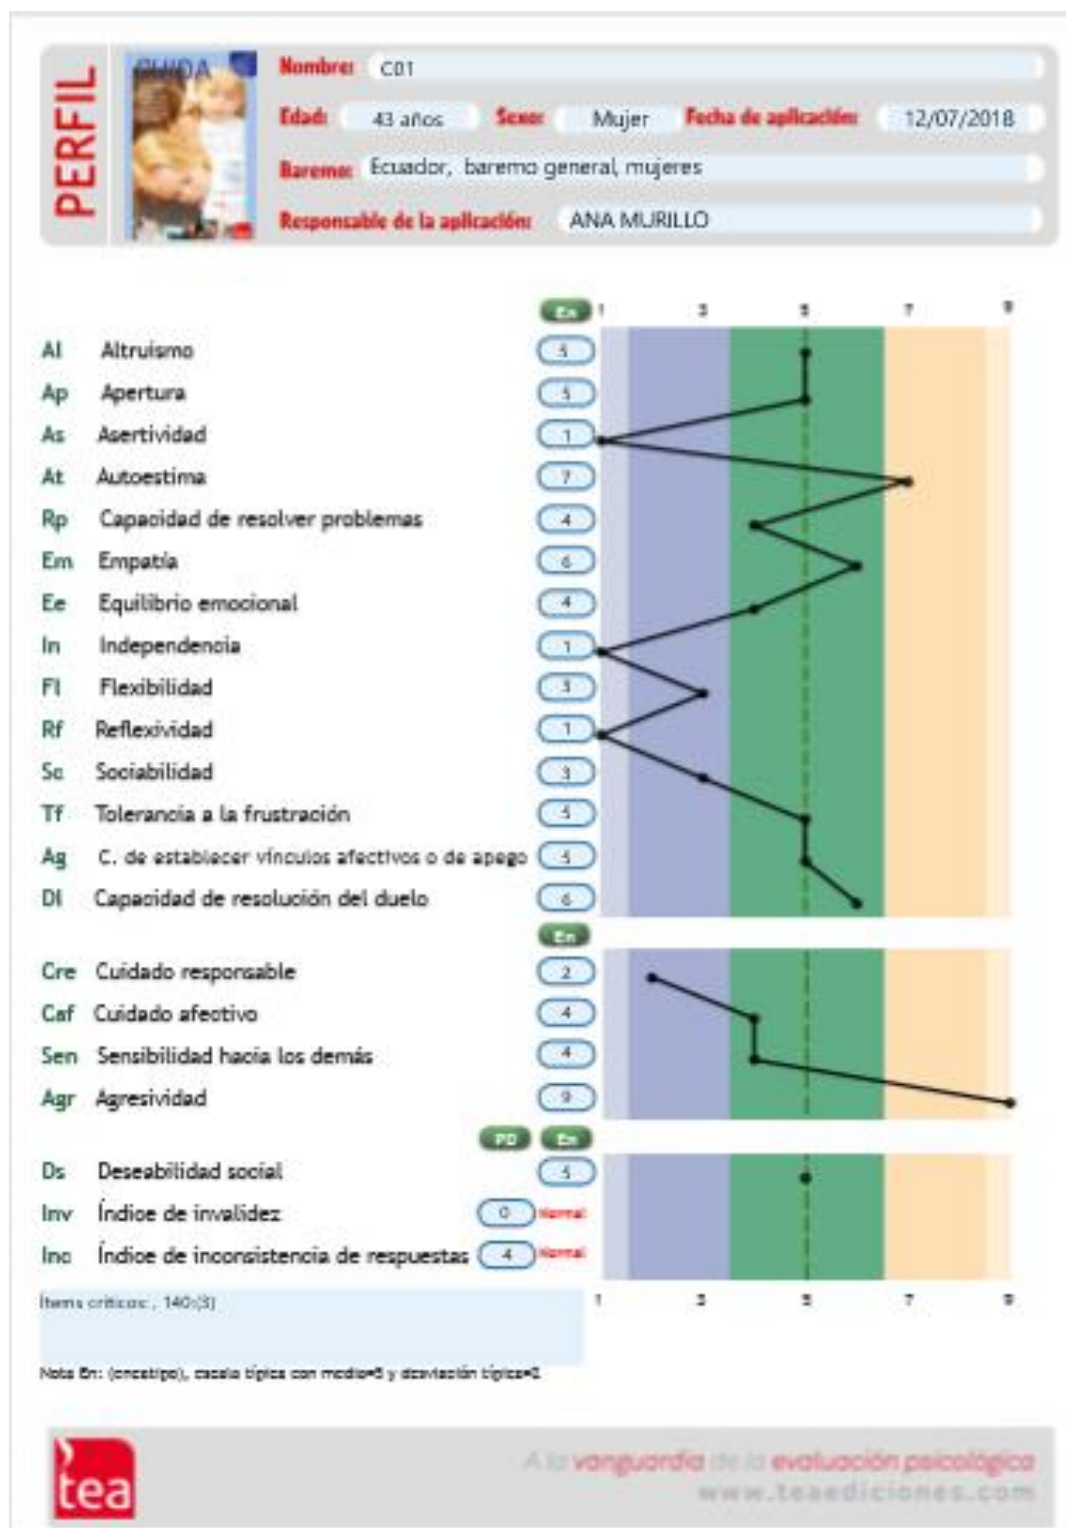 PERFIL
CUIDA
Nombre: C01
Edad: 43 años Sexo: Mujer Fecha de aplicación: 12/07/2018
Baremo: Ecuador, baremo general, mujeres
Responsable de la aplicación: ANA MURILLO
En 1 3 5 7 9
Al Altruismo 5
Ap Apertura 5
As Asertividad 1
At Autoestima 7
Rp Capacidad de resolver problemas 4
Em Empatía 6
Ee Equilibrio emocional 4
In Independencia 1
Fl Flexibilidad 3
Rf Reflexividad 1
Sc Sociabilidad 3
Tf Tolerancia a la frustración 5
Ag C. de establecer vínculos afectivos o de apego 5
Dl Capacidad de resolución del duelo 6
En
Cre Cuidado responsable 2
Caf Cuidado afectivo 4
Sen Sensibilidad hacia los demás 4
Agr Agresividad 9
PD En
Ds Deseabilidad social 5
Inv Índice de invalidez 0 Normal
Inc Índice de inconsistencia de respuestas 4 Normal
Ítems críticos: , 140:(3)
1 3 5 7 9
Nota En: (eneatipo), escala típica con media=5 y desviación típica=2
tea
A la vanguardia de la evaluación psicológica
www.teaediciones.com